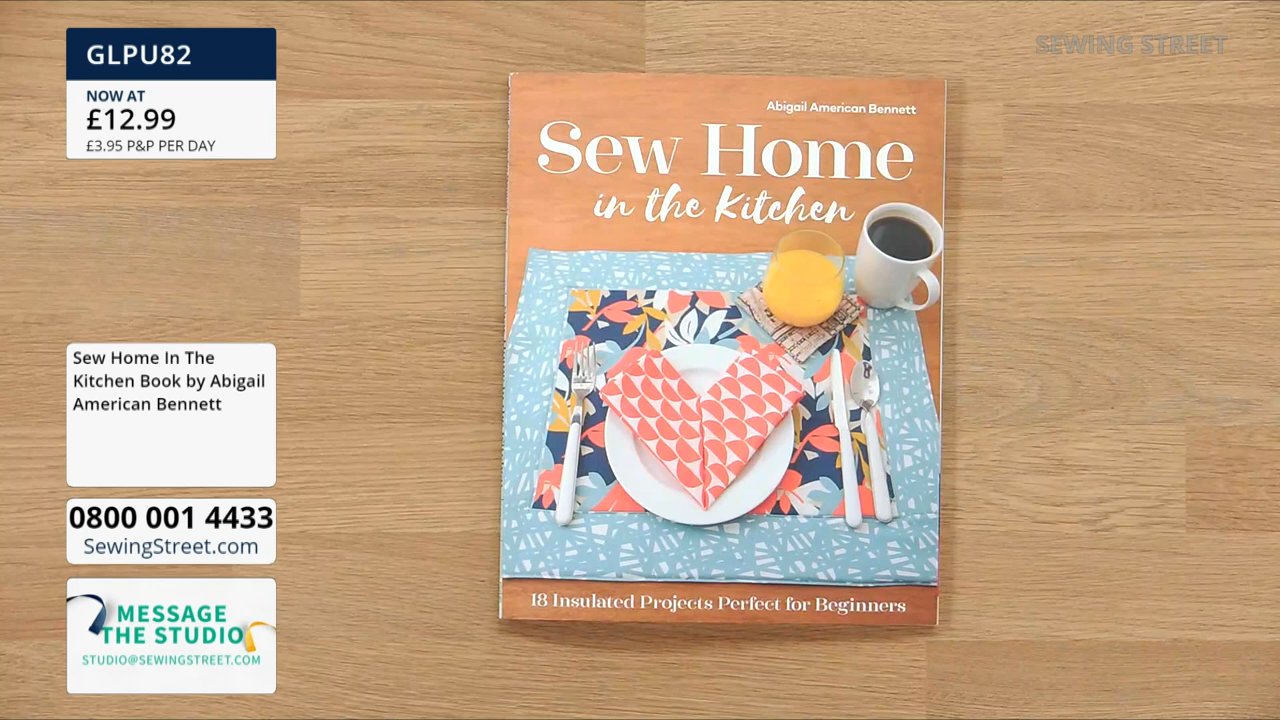 GLPU82
NOW AT
£12.99
£3.95 P&P PER DAY
SEWING STREET
Abigail American Bennett
Sew Home
in the Kitchen
18 Insulated Projects Perfect for Beginners
Sew Home In The
Kitchen Book by Abigail
American Bennett
0800 001 4433
SewingStreet.com
MESSAGE
THE STUDIO
STUDIO@SEWINGSTREET.COM